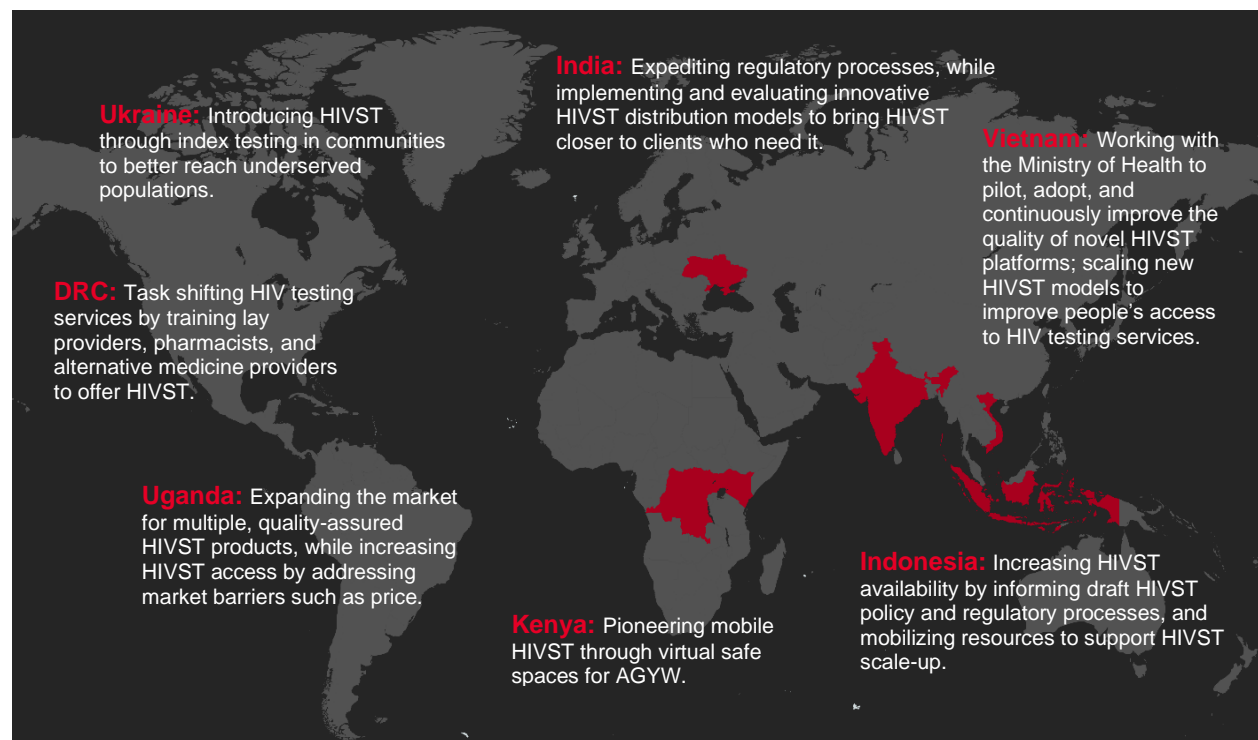 India: Expediting regulatory processes, while
implementing and evaluating innovative
HIVST distribution models to bring HIVST
closer to clients who need it.
Ukraine: Introducing HIVST
through index testing in communities
to better reach underserved
populations.
Vietnam: Working with
the Ministry of Health to
pilot, adopt, and
continuously improve the
quality of novel HIVST
platforms; scaling new
HIVST models to
improve people's access
to HIV testing services.
DRC: Task shifting HIV testing
services by training lay
providers, pharmacists, and
alternative medicine providers
to offer HIVST.
Uganda: Expanding the market
for multiple, quality-assured
HIVST products, while increasing
HIVST access by addressing
market barriers such as price.
Kenya: Pioneering mobile
HIVST through virtual safe
spaces for AGYW.
Indonesia: Increasing HIVST
availability by informing draft HIVST
policy and regulatory processes, and
mobilizing resources to support HIVST
scale-up.